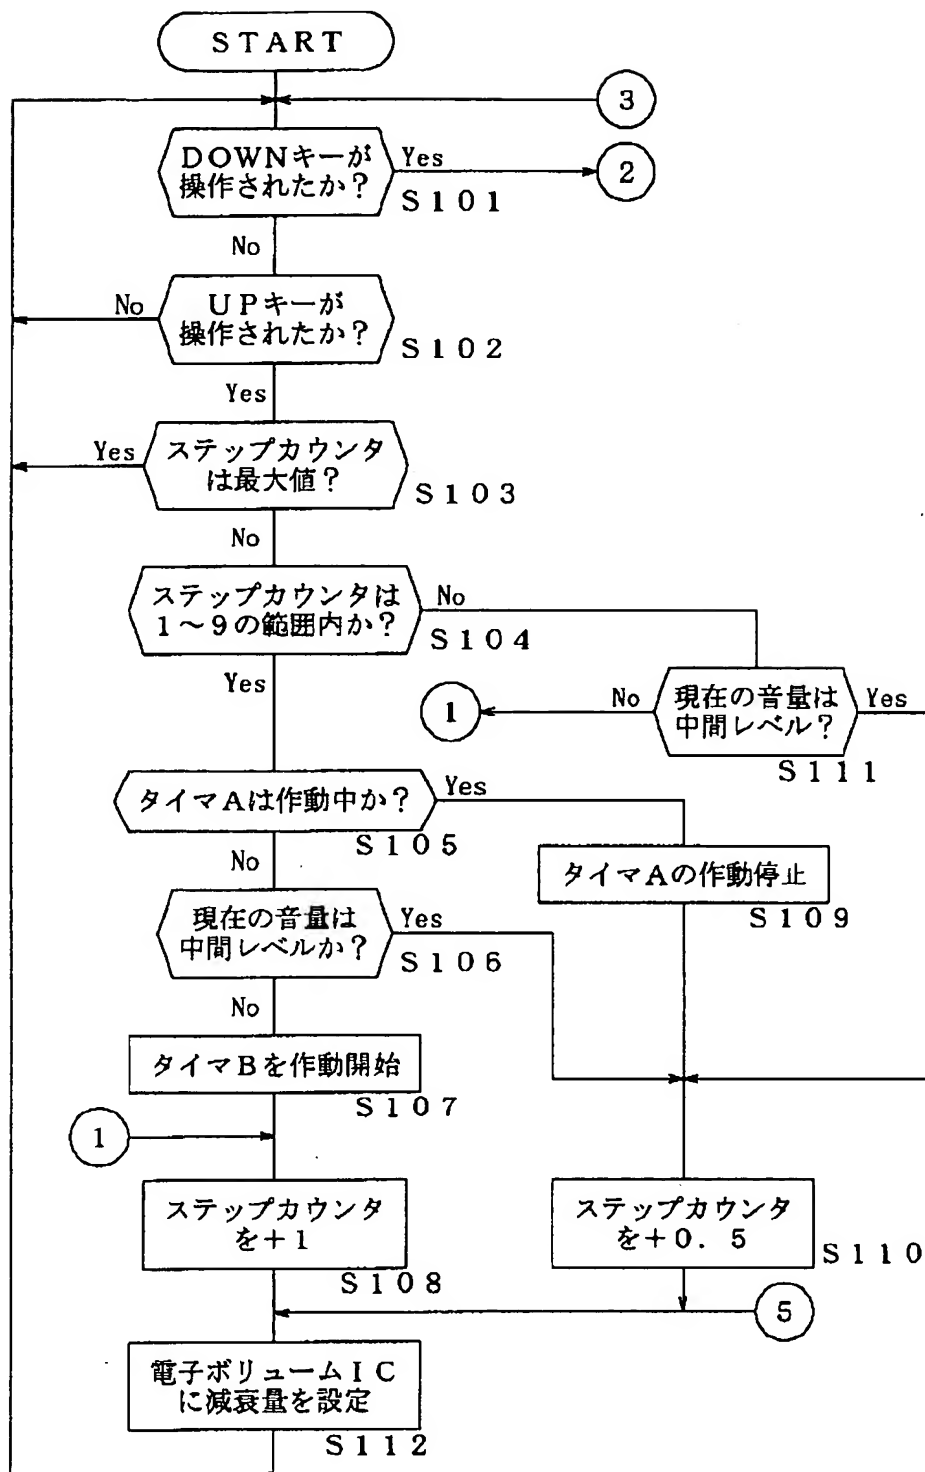 START
3
DOWNキーが
操作されたか?
Yes
2
S101
No
UPキーが
操作されたか?
No
S102
Yes
ステップカウンタ
は最大値?
Yes
S103
No
ステップカウンタは
1~9の範囲内か?
No
S104
Yes
1
No
現在の音量は
中間レベル?
Yes
S111
タイマAは作動中か?
Yes
S105
No
タイマAの作動停止
S109
現在の音量は
中間レベルか?
Yes
S106
No
タイマBを作動開始
S107
1
ステップカウンタ
を+1
S108
ステップカウンタ
を+0.5
S110
5
電子ボリュームIC
に減衰量を設定
S112